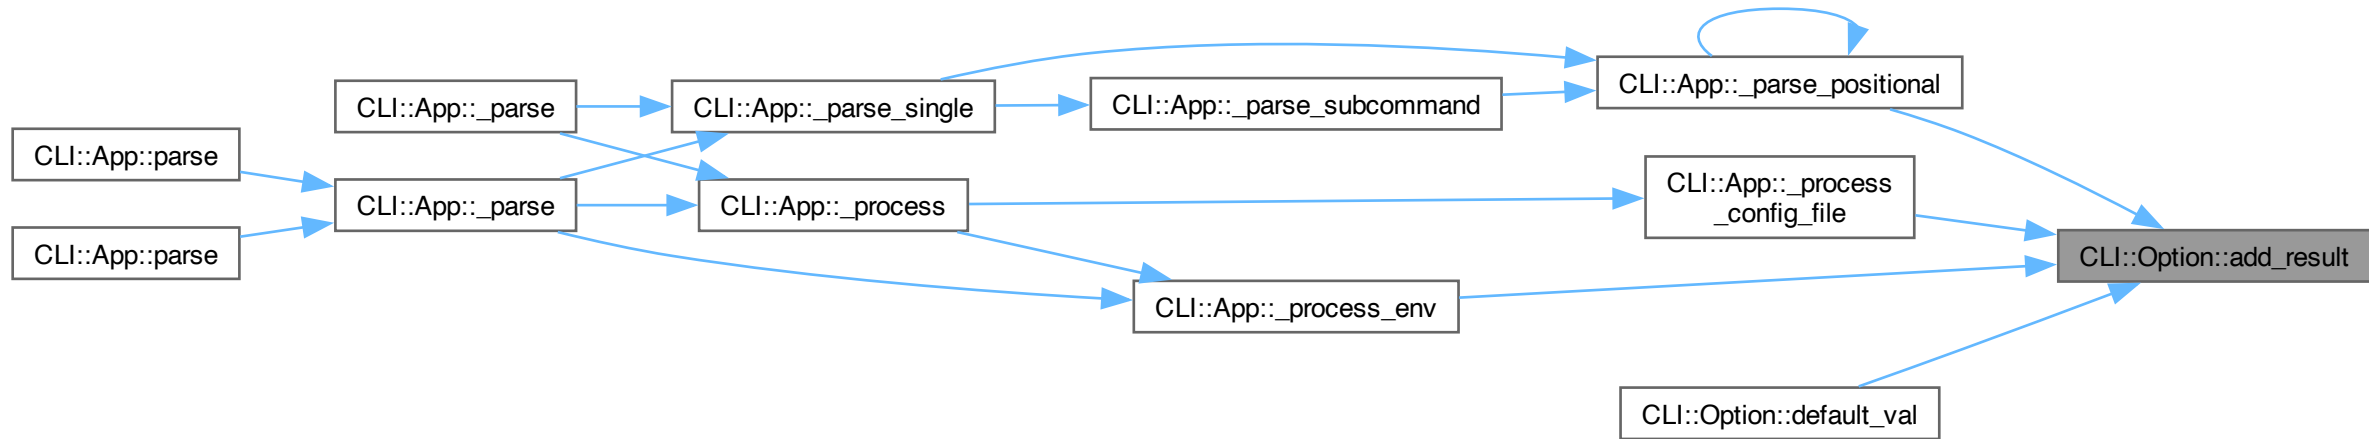 CLI::App::parse
CLI::App::parse
CLI::App::_parse
CLI::App::_parse
CLI::App::_parse_single
CLI::App::_process
CLI::App::_parse_subcommand
CLI::App::_process_env
CLI::App::_parse_positional
CLI::App::_process
_config_file
CLI::Option::default_val
CLI::Option::add_result